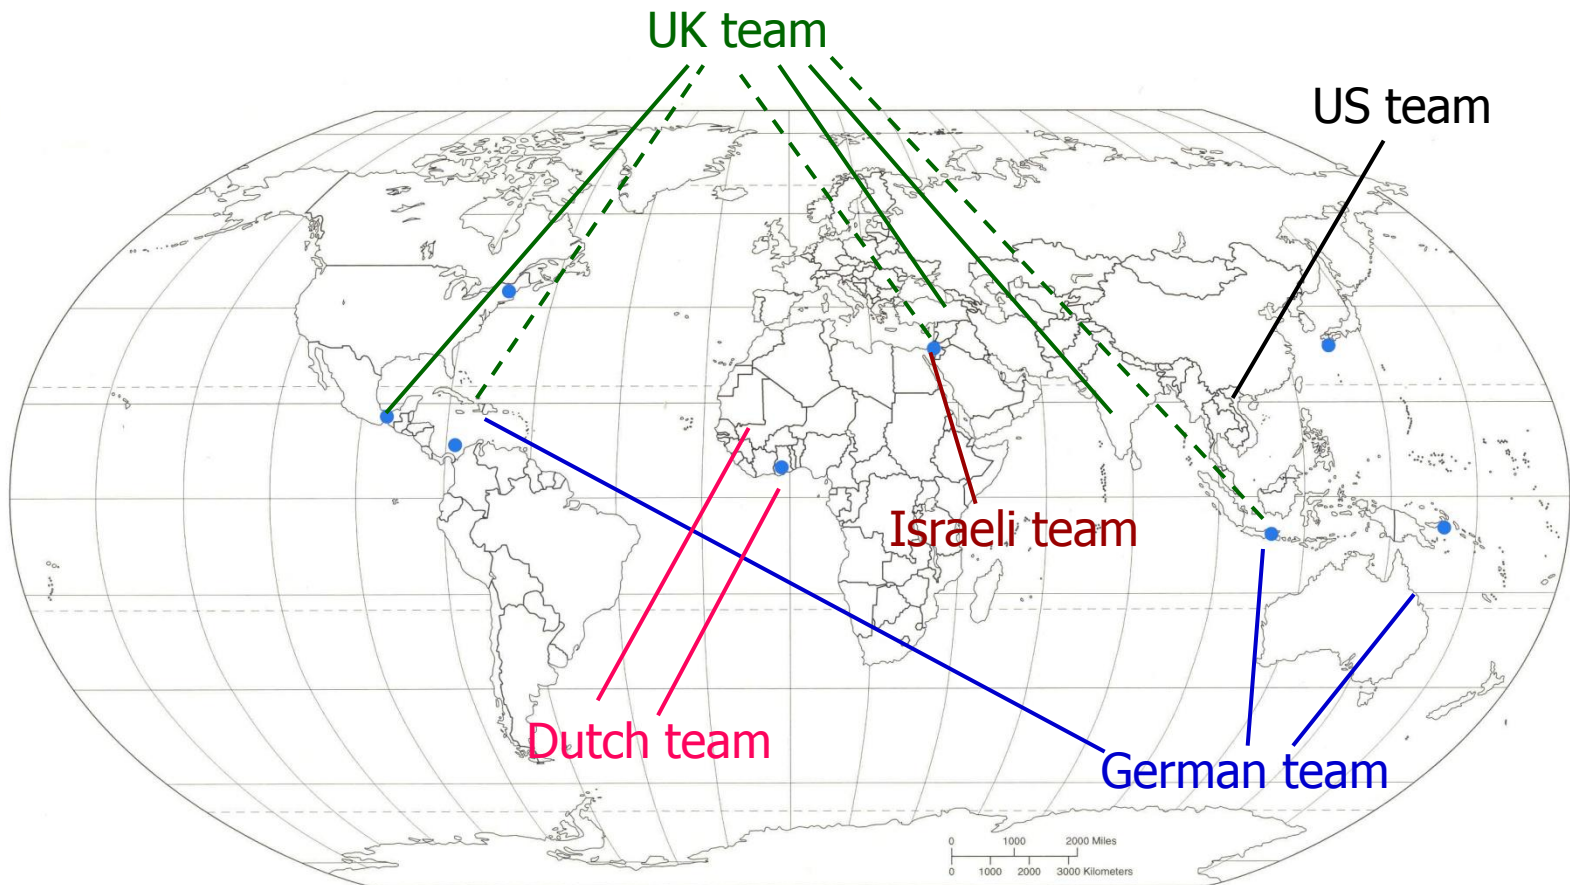 UK team
US team
Israeli team
Dutch team
German team
0 1000 2000 Miles
0 1000 2000 3000 Kilometers